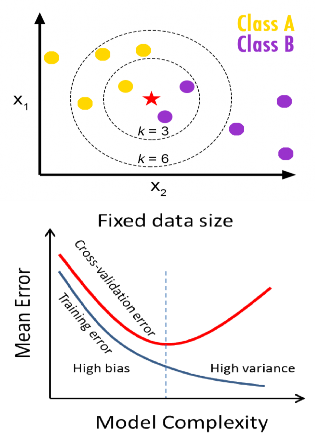 Class A
Class B
x1
k = 3
k = 6
x2
Fixed data size
Mean Error
Cross-validation error
Training error
High bias
High variance
Model Complexity